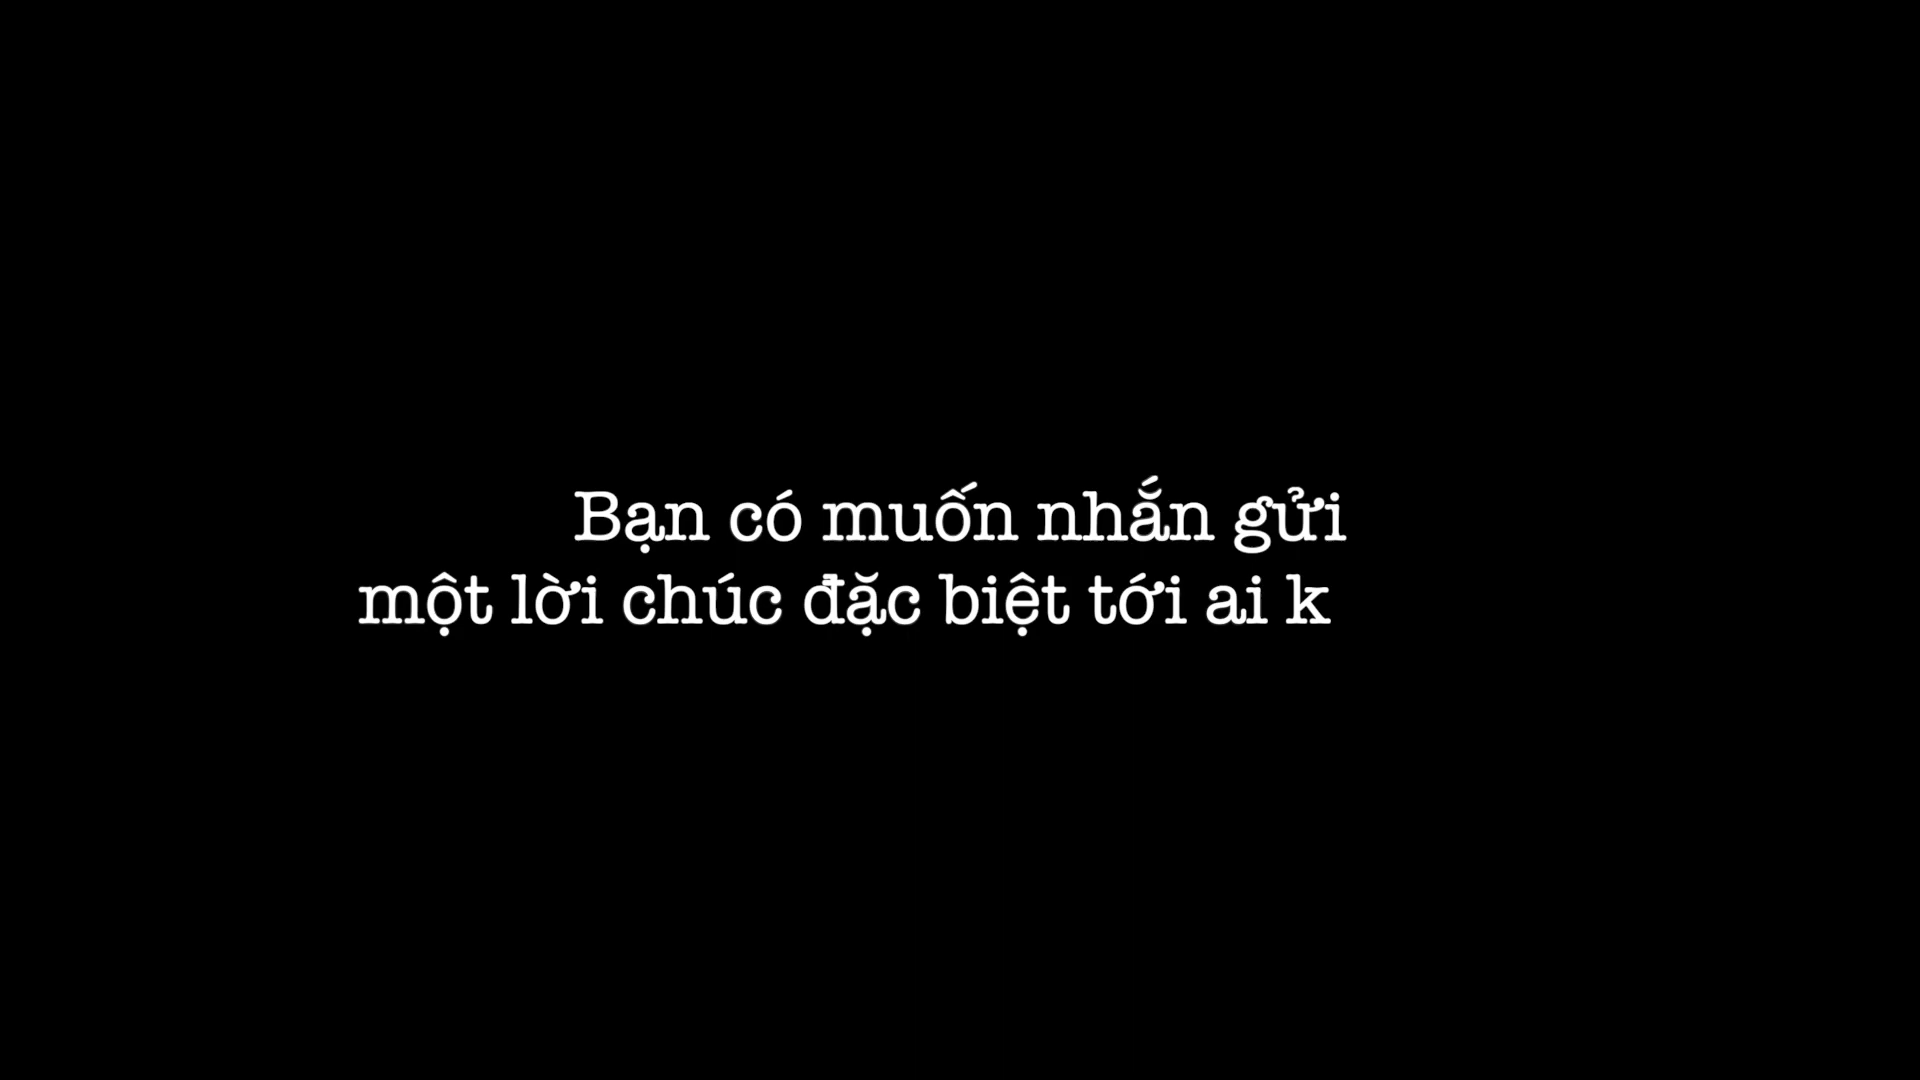 Bạn có muốn nhắn gửi
một lời chúc đặc biệt tới ai k